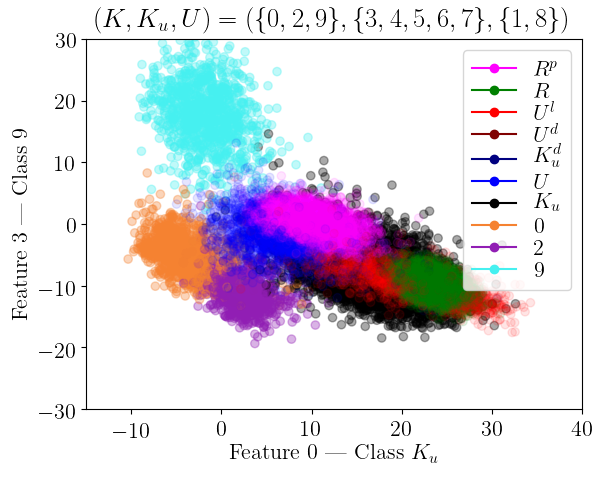 (K, K_u, U) = ({0, 2, 9}, {3, 4, 5, 6, 7}, {1, 8})
30
20
10
0
−10
−20
−30
Feature 3 — Class 9
R^p
R
U^l
U^d
K_u^d
U
K_u
0
2
9
−10 0 10 20 30 40
Feature 0 — Class K_u